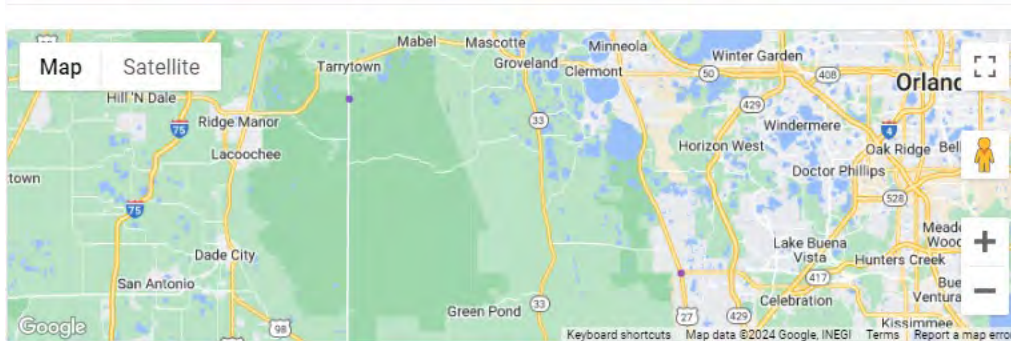 Map Satellite
Mabel
Mascotte
Minneola
Tarrytown
Groveland
Clermont
50
Winter Garden
408
Orland
Hill 'N Dale
429
75
Ridge Manor
33
Windermere
4
Lacoochee
Horizon West
Oak Ridge
Bell
town
Doctor Phillips
75
528
Dade City
Lake Buena
Vista
Mead
Wood
Hunters Creek
San Antonio
417
Bue
Ventura
Green Pond
33
Celebration
98
27
429
Kissimmee
Google
Keyboard shortcuts Map data ©2024 Google, INEGI Terms Report a map erro